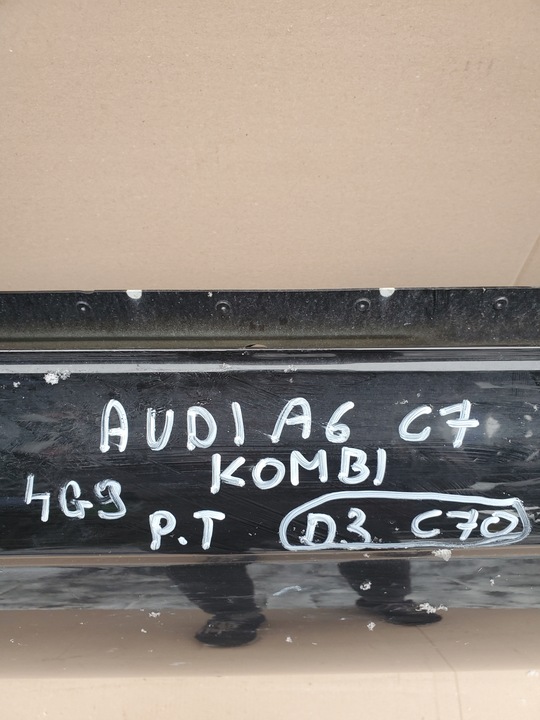 AUDI A6 C7
KOMBI
4G9
P.T D3 C70